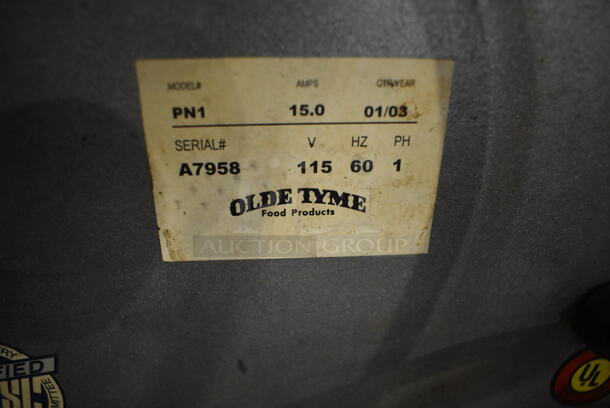 MODEL# AMPS QTR/YEAR
PN1 15.0 01/03
SERIAL# V HZ PH
A7958 115 60 1
OLDE TYME
Food Products
AUCTION GROUP
UL